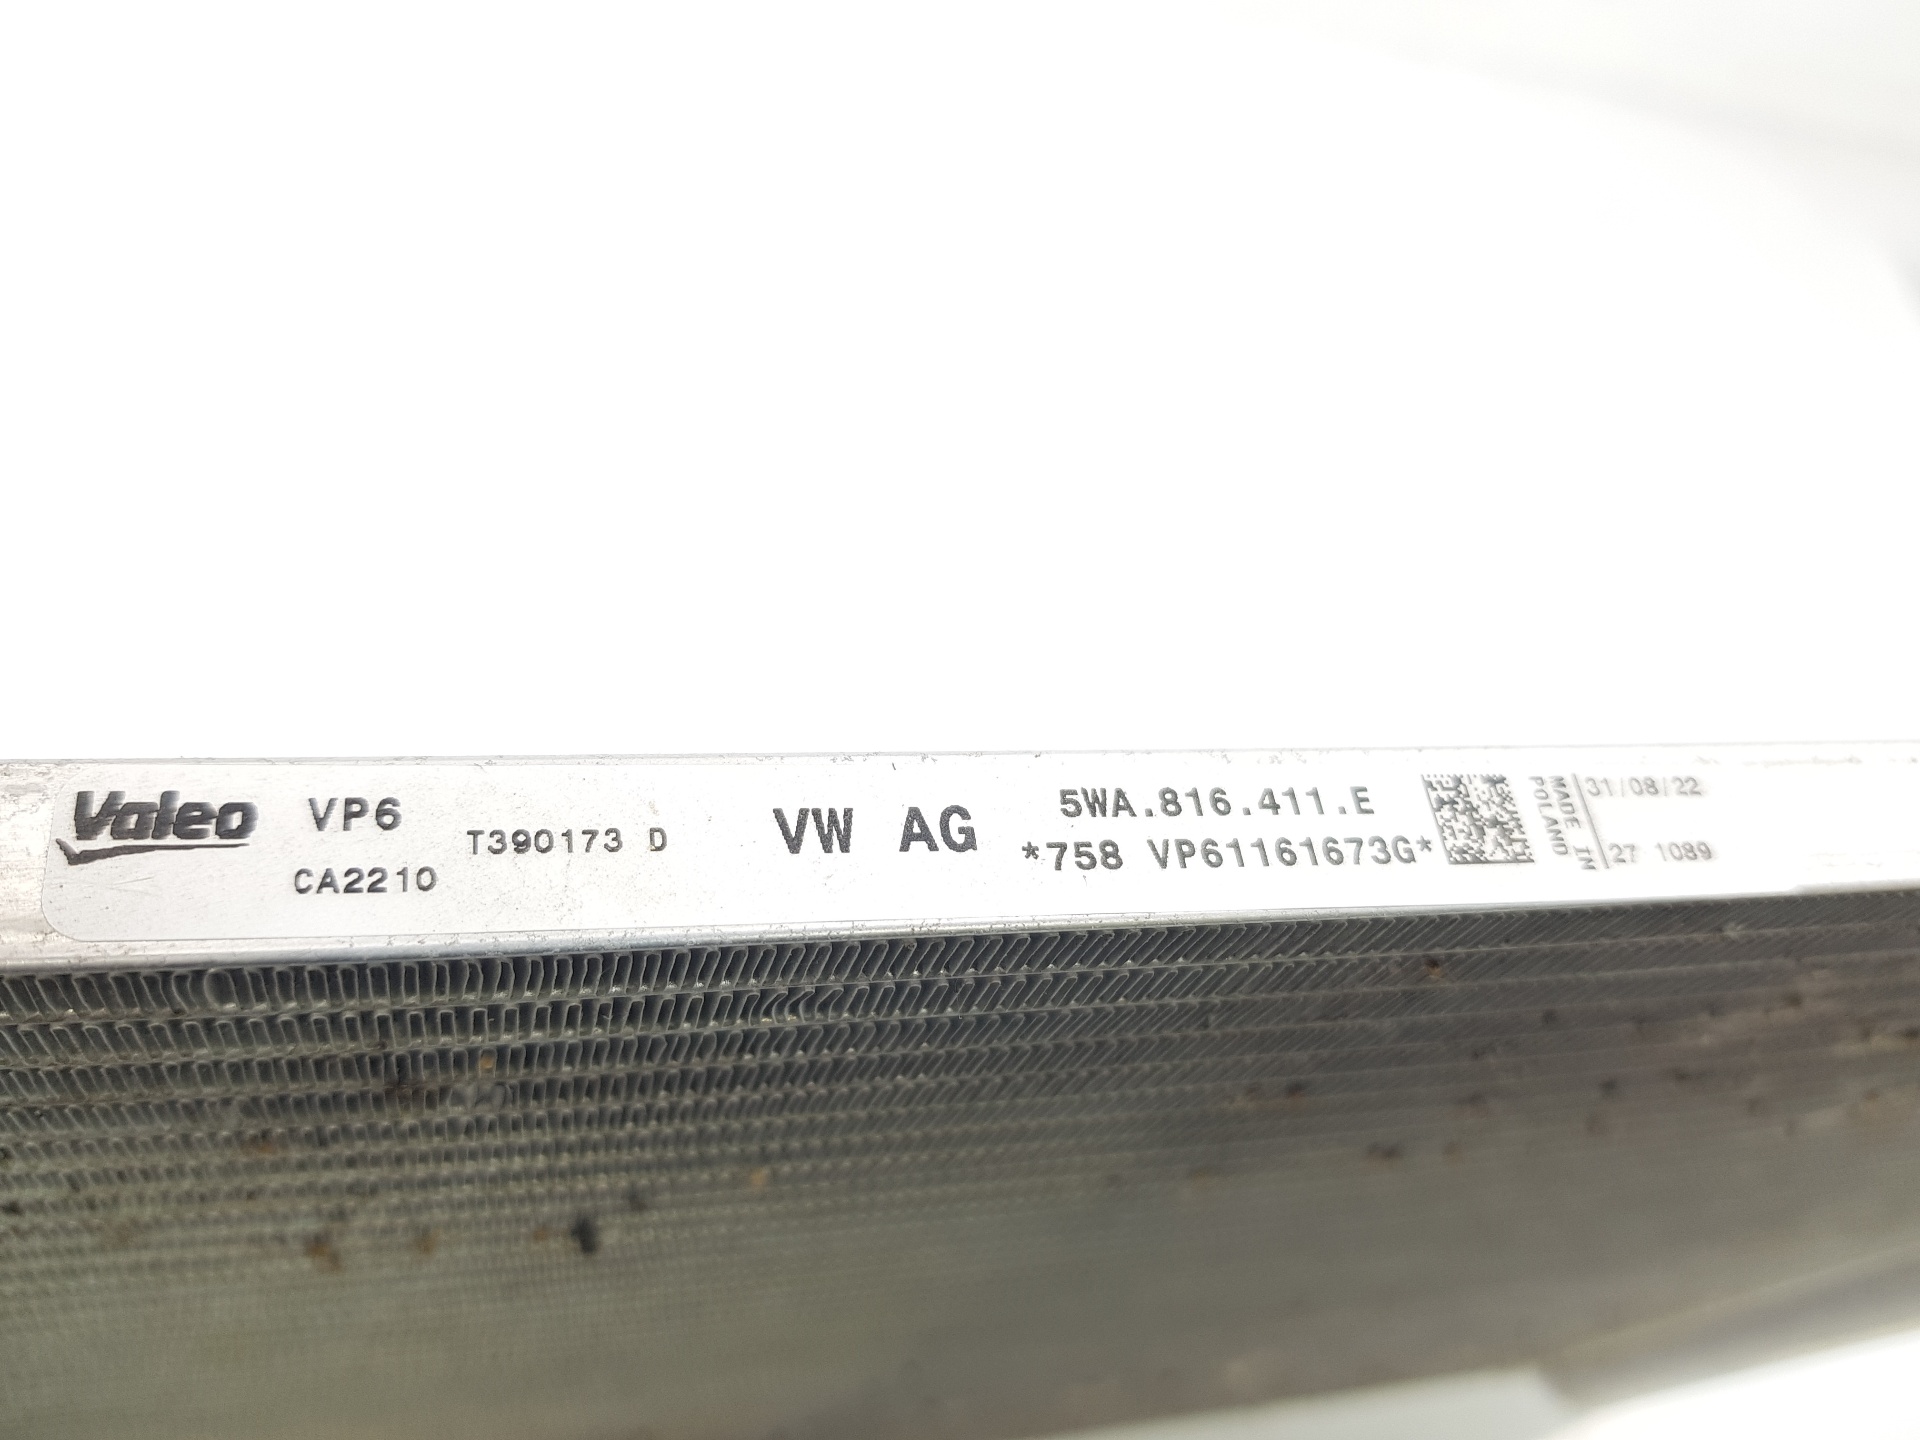 Valeo
VP6
CA2210
T390173 D
VW AG
5WA.816.411.E
*758 VP61161673G*
MADE IN
POLAND
31/08/22
27 1089